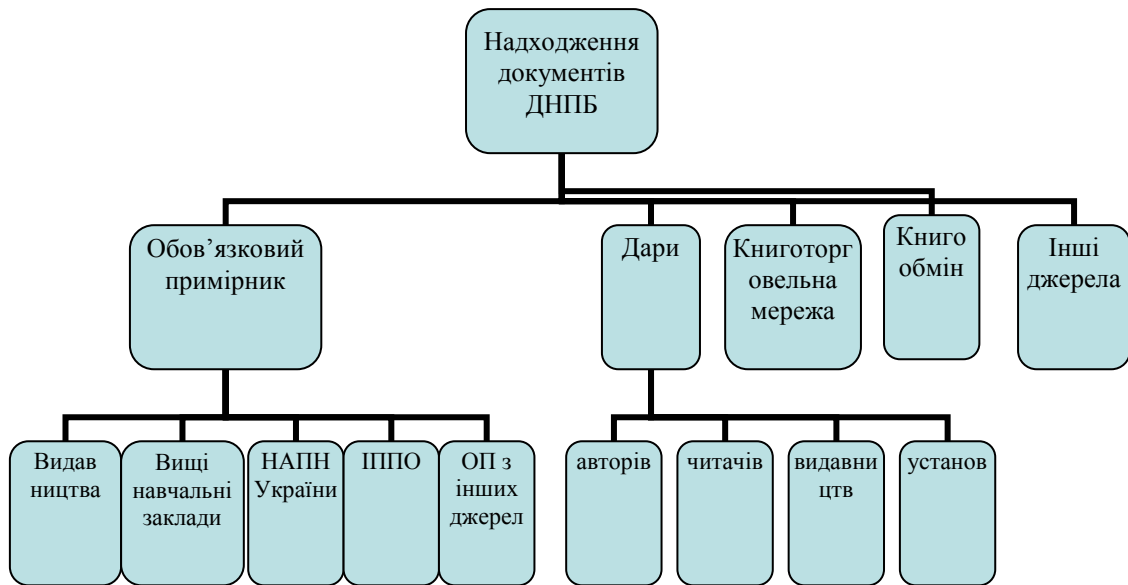 Надходження
документів
ДНПБ
Обов’язковий
примірник
Дари
Книготорг
овельна
мережа
Книго
обмін
Інші
джерела
Видав
ництва
Вищі
навчальні
заклади
НАПН
України
ІППО
ОП з
інших
джерел
авторів
читачів
видавни
цтв
установ